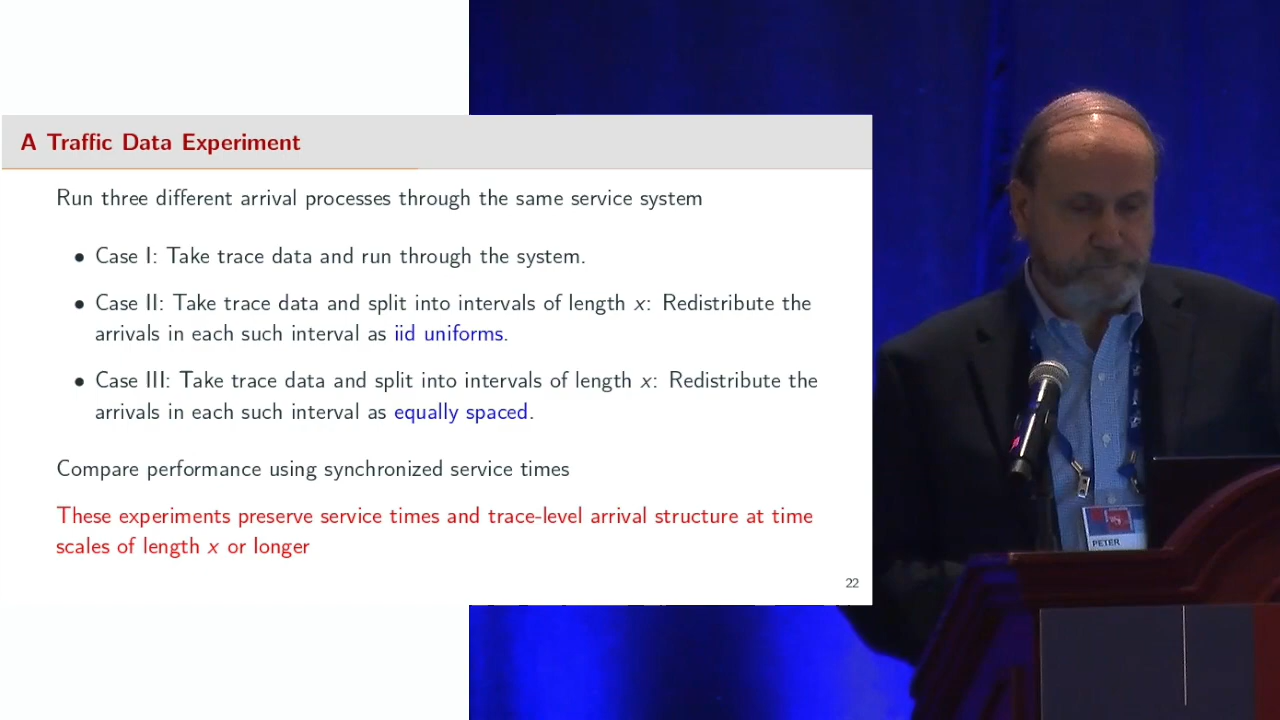 A Traffic Data Experiment
Run three different arrival processes through the same service system
• Case I: Take trace data and run through the system.
• Case II: Take trace data and split into intervals of length x: Redistribute the
arrivals in each such interval as iid uniforms.
• Case III: Take trace data and split into intervals of length x: Redistribute the
arrivals in each such interval as equally spaced.
Compare performance using synchronized service times
These experiments preserve service times and trace-level arrival structure at time
scales of length x or longer
22
PETER